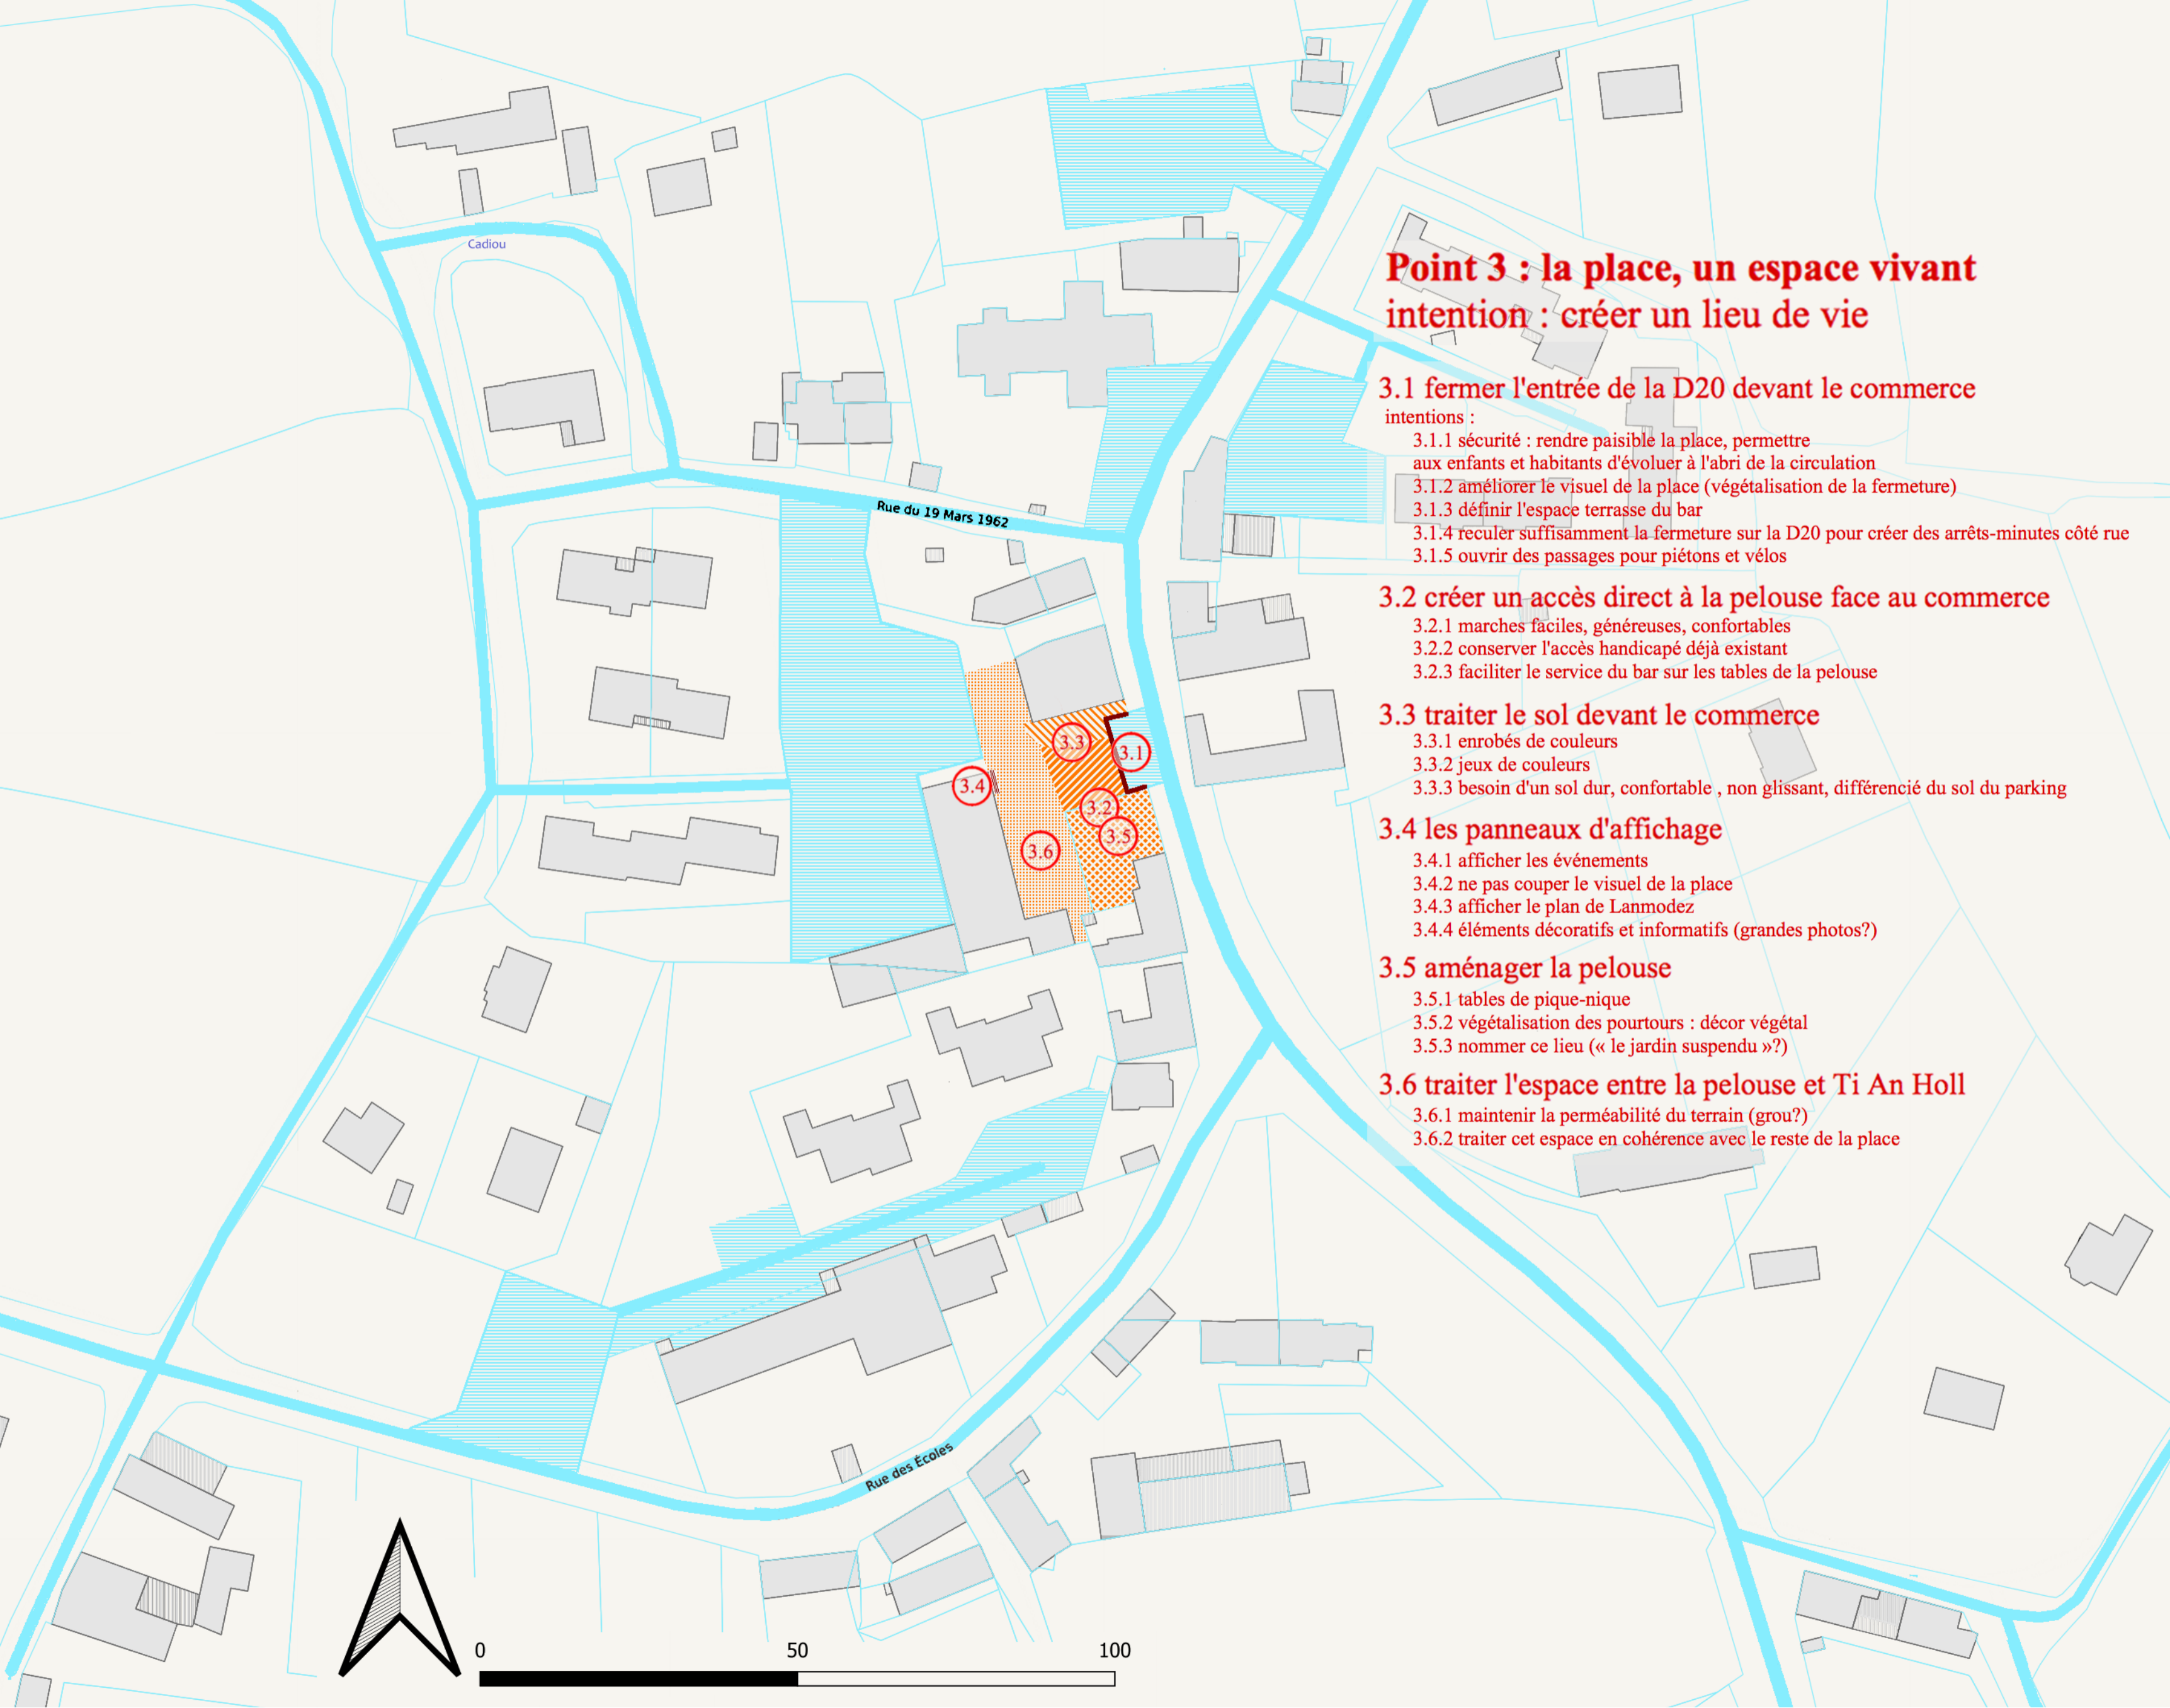 Cadiou
Rue du 19 Mars 1962
Point 3 : la place, un espace vivant
intention : créer un lieu de vie
3.1 fermer l'entrée de la D20 devant le commerce
intentions :
3.1.1 sécurité : rendre paisible la place, permettre
aux enfants et habitants d'évoluer à l'abri de la circulation
3.1.2 améliorer le visuel de la place (végétalisation de la fermeture)
3.1.3 définir l'espace terrasse du bar
3.1.4 reculer suffisamment la fermeture sur la D20 pour créer des arrêts-minutes côté rue
3.1.5 ouvrir des passages pour piétons et vélos
3.2 créer un accès direct à la pelouse face au commerce
3.2.1 marches faciles, généreuses, confortables
3.2.2 conserver l'accès handicapé déjà existant
3.2.3 faciliter le service du bar sur les tables de la pelouse
3.3 traiter le sol devant le commerce
3.3.1 enrobés de couleurs
3.3.2 jeux de couleurs
3.3.3 besoin d'un sol dur, confortable , non glissant, différencié du sol du parking
3.4 les panneaux d'affichage
3.4.1 afficher les événements
3.4.2 ne pas couper le visuel de la place
3.4.3 afficher le plan de Lanmodez
3.4.4 éléments décoratifs et informatifs (grandes photos?)
3.5 aménager la pelouse
3.5.1 tables de pique-nique
3.5.2 végétalisation des pourtours : décor végétal
3.5.3 nommer ce lieu (« le jardin suspendu »?)
3.6 traiter l'espace entre la pelouse et Ti An Holl
3.6.1 maintenir la perméabilité du terrain (grou?)
3.6.2 traiter cet espace en cohérence avec le reste de la place
3.3
3.1
3.4
3.2
3.5
3.6
Rue des Écoles
0 50 100